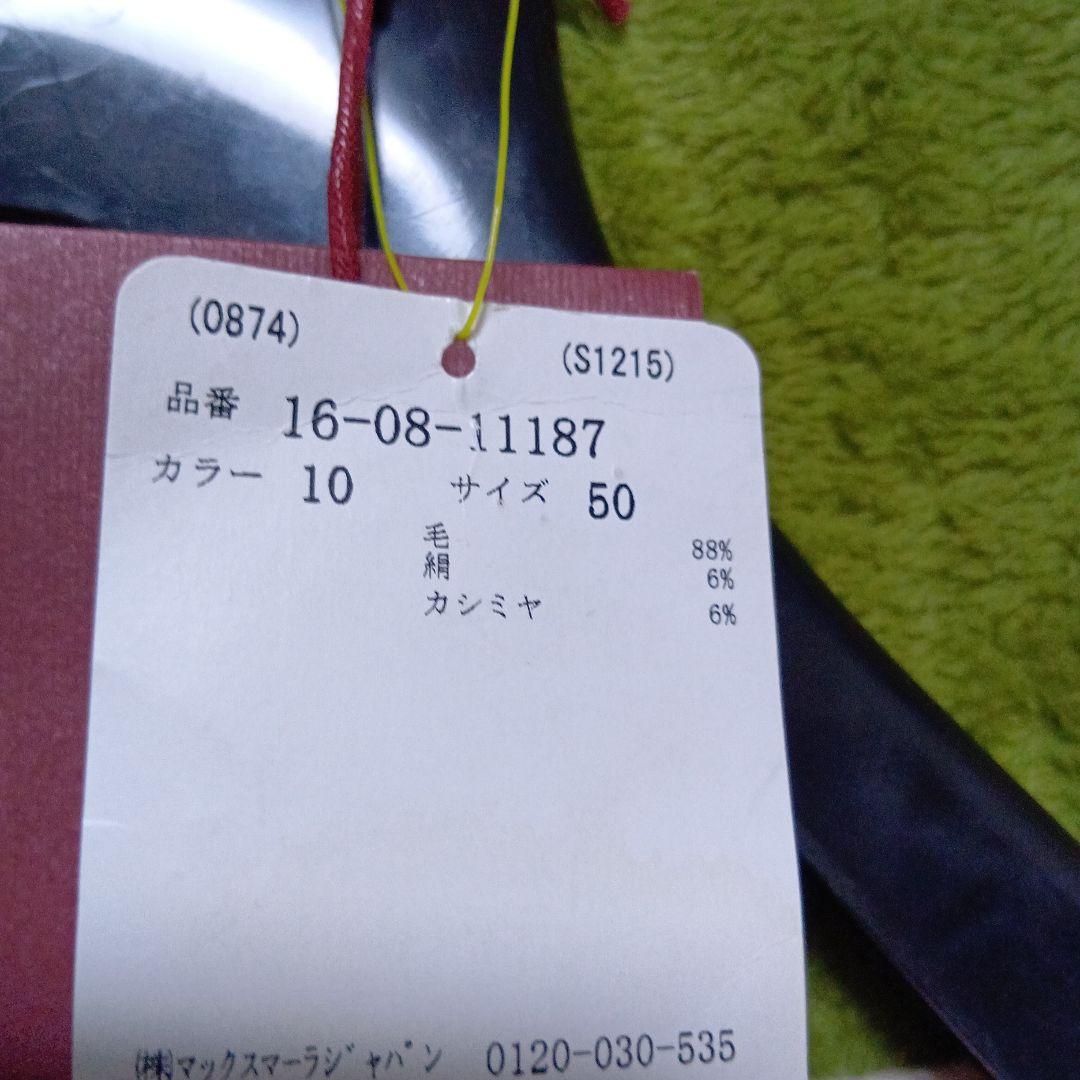 (0874)
(S1215)
品番 16-08-11187
カラー 10 サイズ 50
毛 88%
絹 6%
カシミヤ 6%
(株)マックスマーラジャパン 0120-030-535